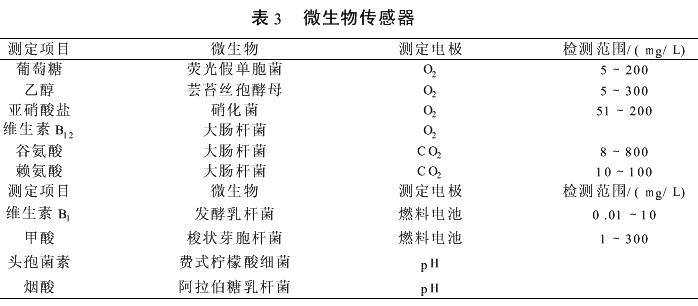 表 3 微生物传感器
测定项目 微生物 测定电极 检测范围/( mg/ L)
葡萄糖 荧光假单胞菌 O₂ 5 ~ 200
乙醇 芸苔丝孢酵母 O₂ 5 ~ 300
亚硝酸盐 硝化菌 O₂ 51 ~ 200
维生素 B₁₂ 大肠杆菌 O₂
谷氨酸 大肠杆菌 CO₂ 8 ~ 800
赖氨酸 大肠杆菌 CO₂ 10 ~ 100
测定项目 微生物 测定电极 检测范围/( mg/ L)
维生素 B₁ 发酵乳杆菌 燃料电池 0 .01 ~ 10
甲酸 梭状芽胞杆菌 燃料电池 1 ~ 300
头孢菌素 费式柠檬酸细菌 pH
烟酸 阿拉伯糖乳杆菌 pH